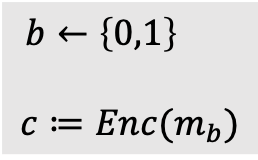 b ← {0,1}
c ≔ Enc(m_b)